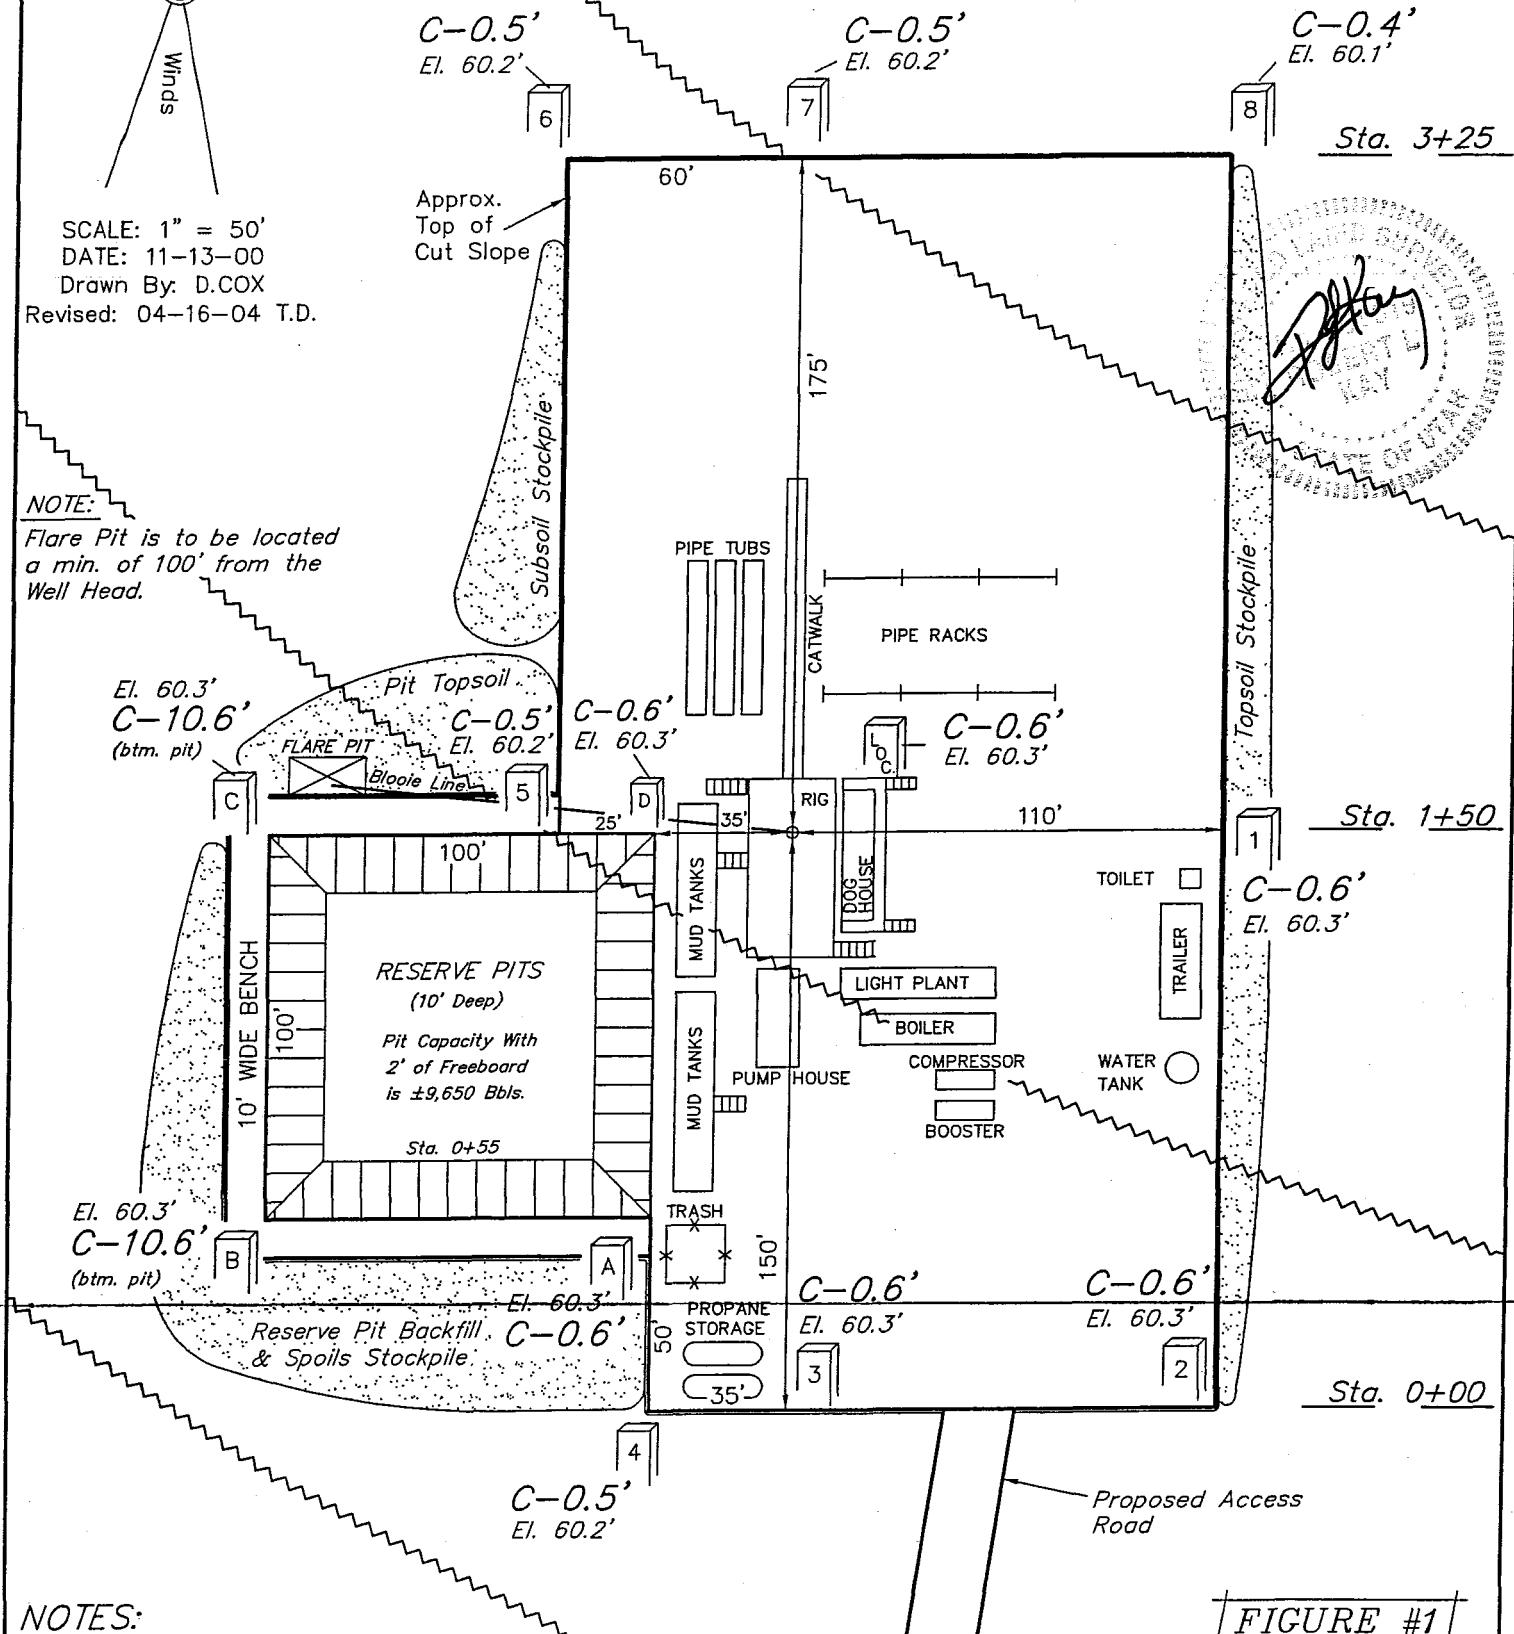 C-0.5'
El. 60.2'
C-0.5'
El. 60.2'
C-0.4'
El. 60.1'
Winds
6
7
8
Sta. 3+25
60'
Approx.
Top of
Cut Slope
SCALE: 1" = 50'
DATE: 11-13-00
Drawn By: D.COX
Revised: 04-16-04 T.D.
LAND SURVEYOR
KAY
STATE OF UTAH
175'
Subsoil Stockpile
NOTE:
Flare Pit is to be located
a min. of 100' from the
Well Head.
PIPE TUBS
CATWALK
PIPE RACKS
Topsoil Stockpile
Pit Topsoil
El. 60.3'
C-10.6'
(btm. pit)
C-0.5'
El. 60.2'
C-0.6'
El. 60.3'
C-0.6'
El. 60.3'
FLARE PIT
Blooie Line
LOC.
C
5
D
RIG
25'
35'
110'
Sta. 1+50
1
100'
MUD TANKS
DOG
HOUSE
TOILET
C-0.6'
El. 60.3'
TRAILER
10' WIDE BENCH
100'
RESERVE PITS
(10' Deep)
Pit Capacity With
2' of Freeboard
is ±9,650 Bbls.
Sta. 0+55
LIGHT PLANT
BOILER
MUD TANKS
PUMP HOUSE
COMPRESSOR
BOOSTER
WATER
TANK
TRASH
150'
El. 60.3'
C-10.6'
(btm. pit)
B
A
El. 60.3'
C-0.6'
Reserve Pit Backfill
& Spoils Stockpile.
PROPANE
STORAGE
50'
35'
C-0.6'
El. 60.3'
C-0.6'
El. 60.3'
3
2
Sta. 0+00
4
C-0.5'
El. 60.2'
Proposed Access
Road
NOTES:
FIGURE #1